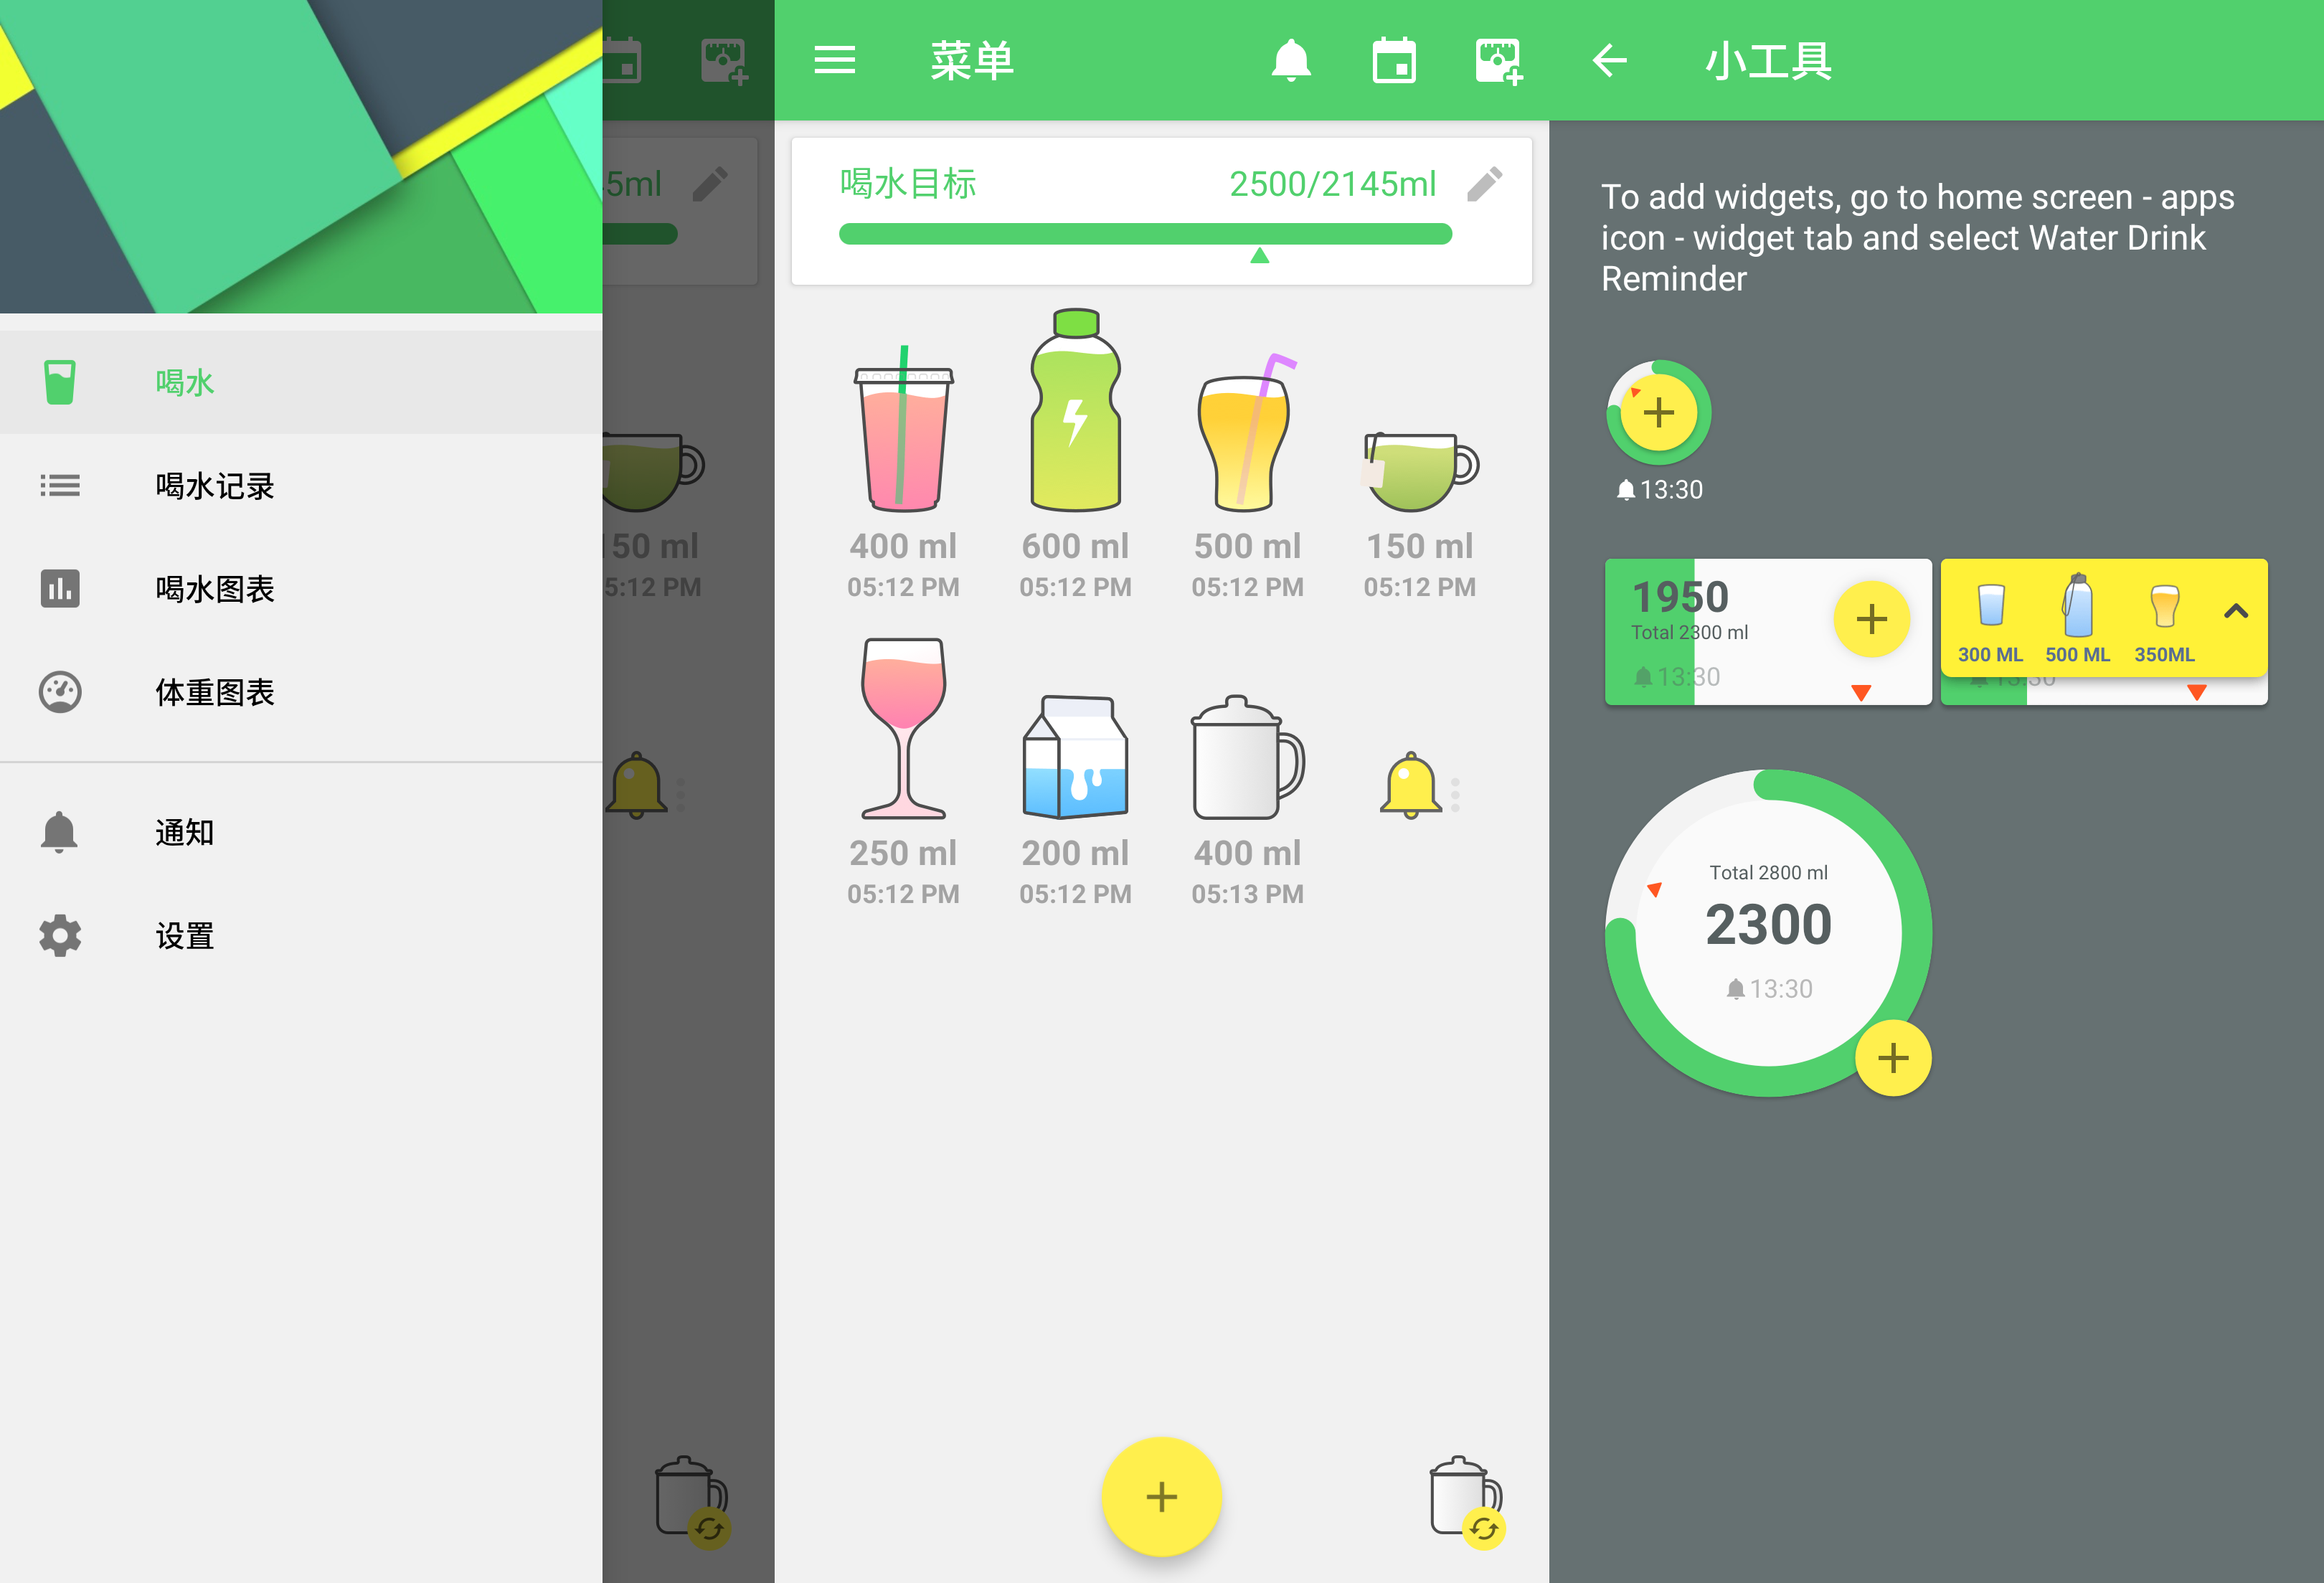 喝水
喝水记录
喝水图表
体重图表
通知
设置
5ml
50 ml
5:12 PM
菜单
喝水目标
2500/2145ml
400 ml
600 ml
500 ml
150 ml
05:12 PM
05:12 PM
05:12 PM
05:12 PM
250 ml
200 ml
400 ml
05:12 PM
05:12 PM
05:13 PM
小工具
To add widgets, go to home screen - apps
icon - widget tab and select Water Drink
Reminder
13:30
1950
Total 2300 ml
13:30
300 ML
500 ML
350ML
13:30
Total 2800 ml
2300
13:30